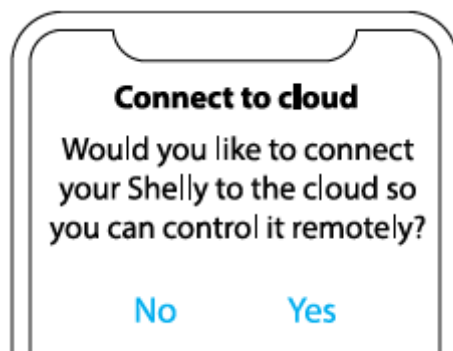 Connect to cloud
Would you like to connect
your Shelly to the cloud so
you can control it remotely?
No Yes